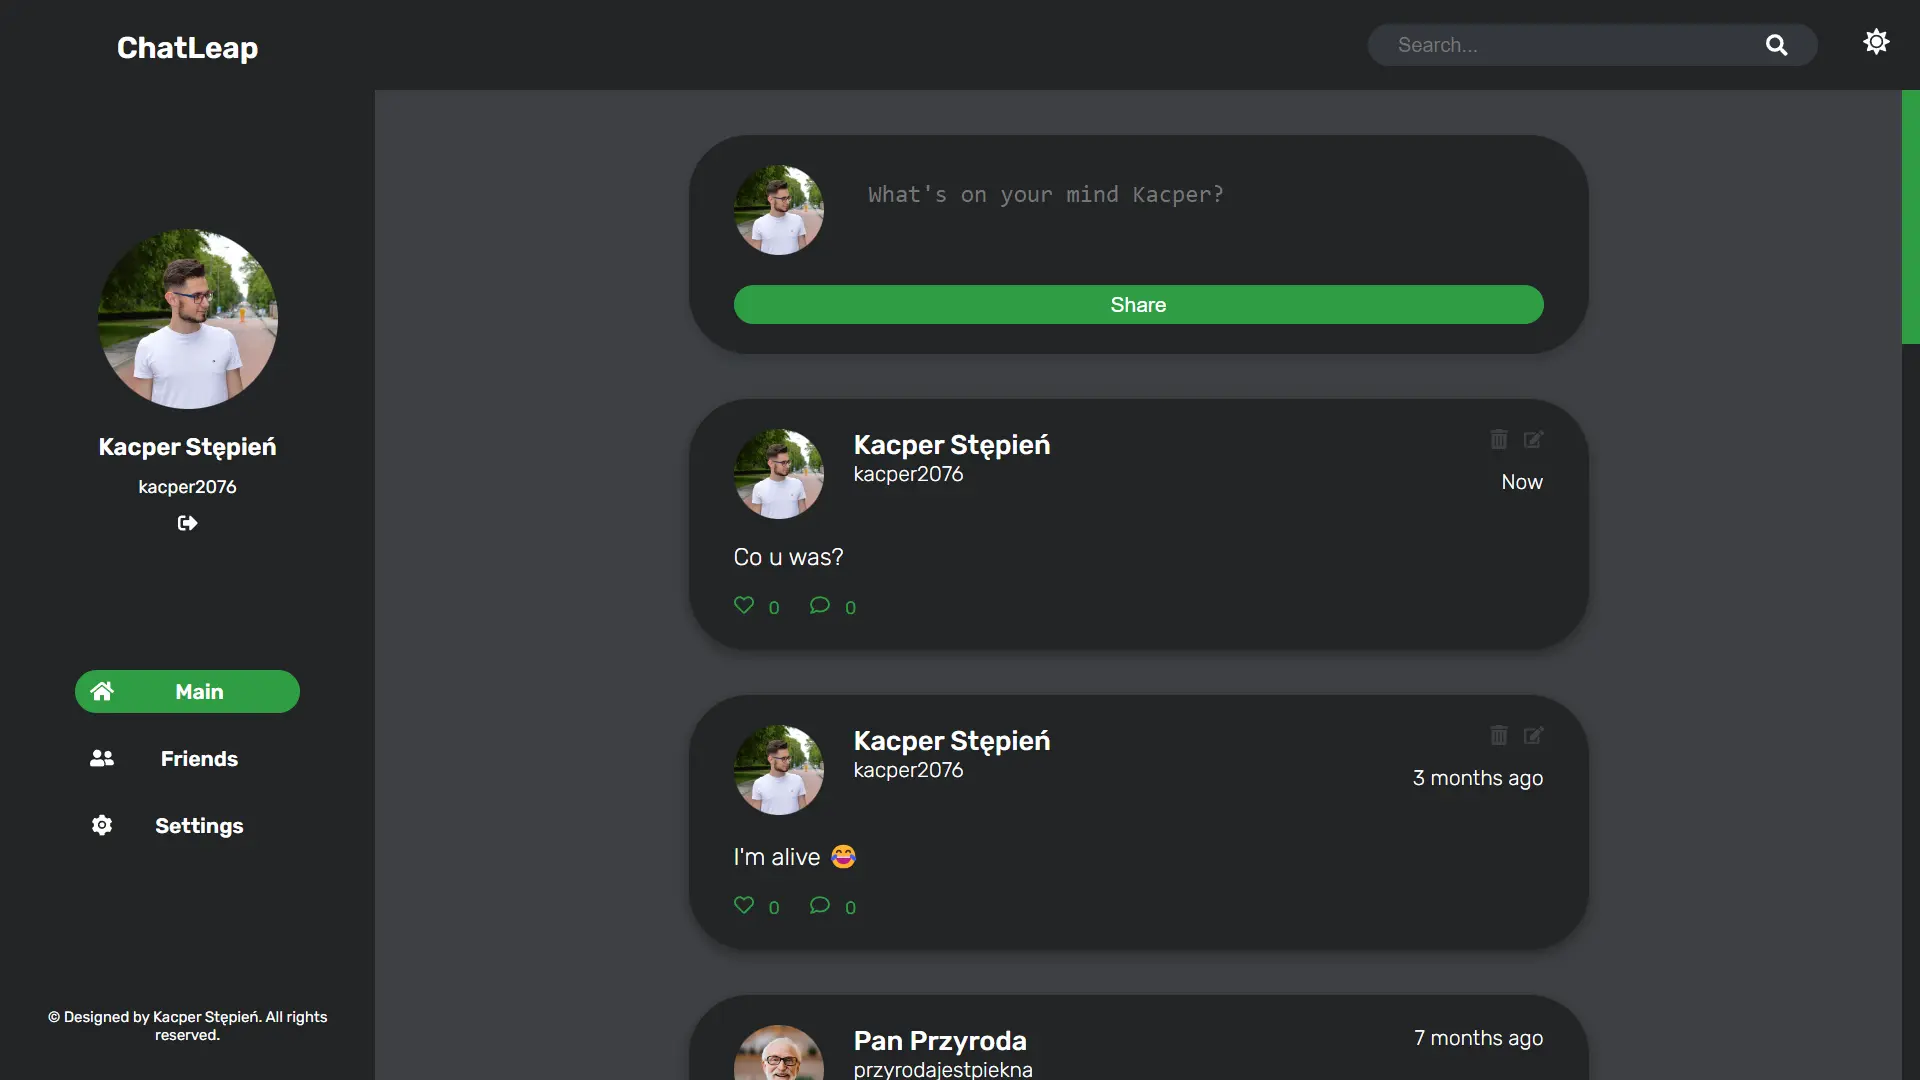 ChatLeap
Search...
Kacper Stępień
kacper2076
Main
Friends
Settings
© Designed by Kacper Stępień. All rights
reserved.
What's on your mind Kacper?
Share
Kacper Stępień
kacper2076
Now
Co u was?
0 0
Kacper Stępień
kacper2076
3 months ago
I'm alive 😂
0 0
Pan Przyroda
przyrodajestpiekna
7 months ago